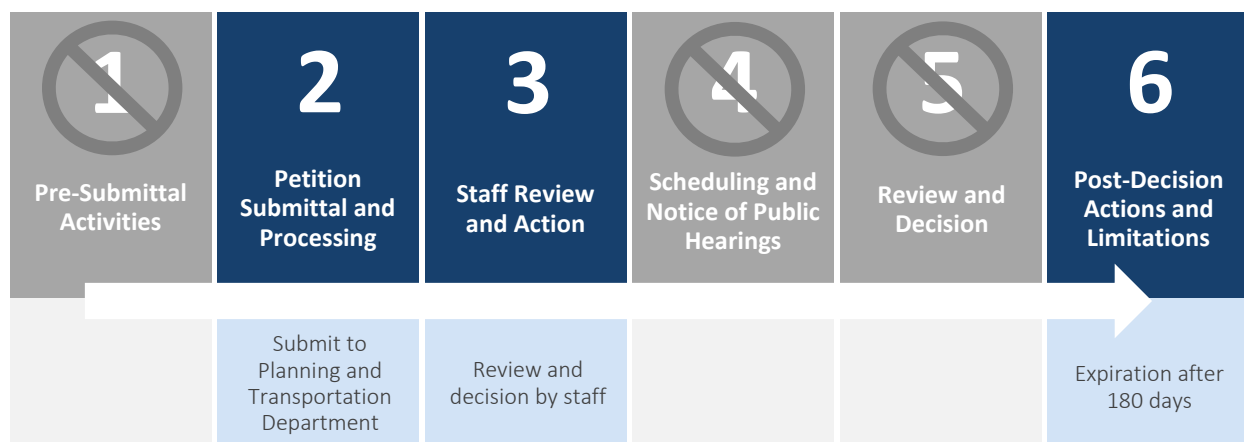 1
Pre-Submittal
Activities
2
Petition
Submittal and
Processing
3
Staff Review
and Action
4
Scheduling and
Notice of Public
Hearings
5
Review and
Decision
6
Post-Decision
Actions and
Limitations
Submit to
Planning and
Transportation
Department
Review and
decision by staff
Expiration after
180 days